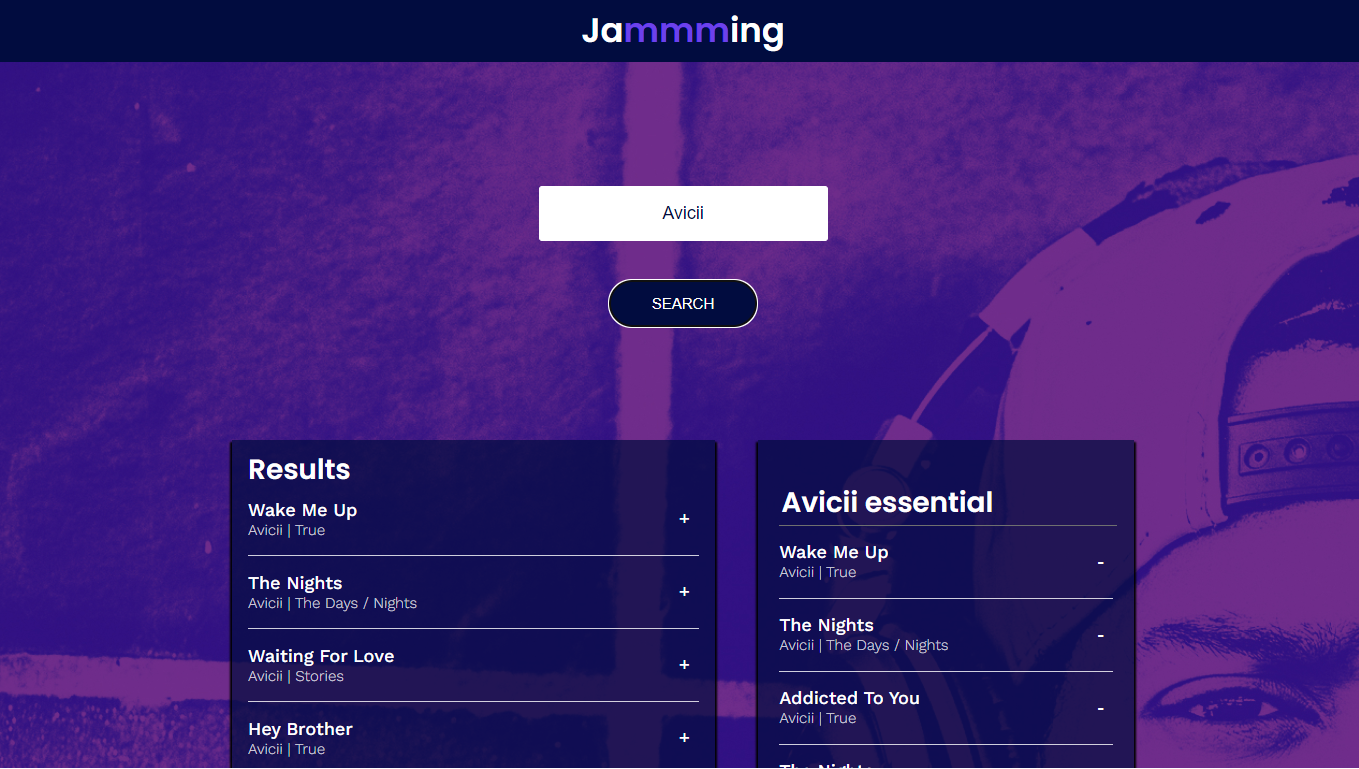 Jammming
Avicii
SEARCH
Results
Wake Me Up
+
Avicii | True
The Nights
+
Avicii | The Days / Nights
Waiting For Love
+
Avicii | Stories
Hey Brother
+
Avicii | True
Avicii essential
Wake Me Up
-
Avicii | True
The Nights
-
Avicii | The Days / Nights
Addicted To You
-
Avicii | True
The Nights